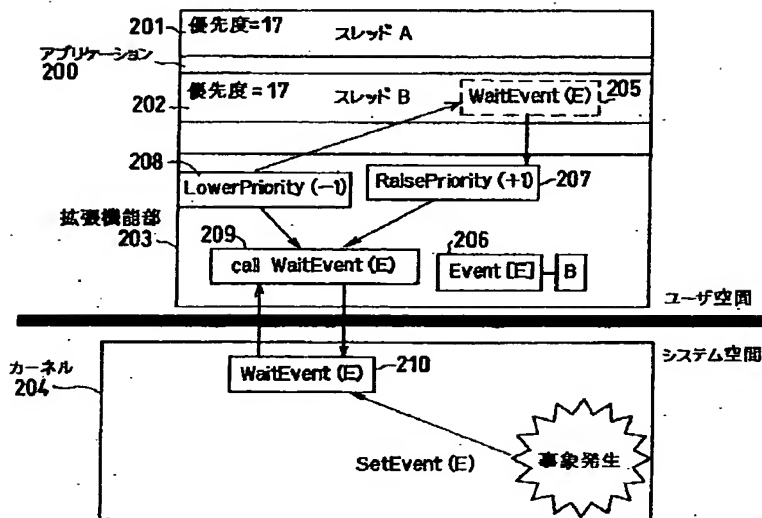 201
優先度=17
スレッド A
アプリケーション
200
202
優先度=17
スレッド B
WaitEvent (E)
205
208
LowerPriority (-1)
RaisePriority (+1)
207
拡張機能部
203
209
call WaitEvent (E)
206
Event [E]
B
ユーザ空間
カーネル
204
WaitEvent (E)
210
システム空間
SetEvent (E)
事象発生